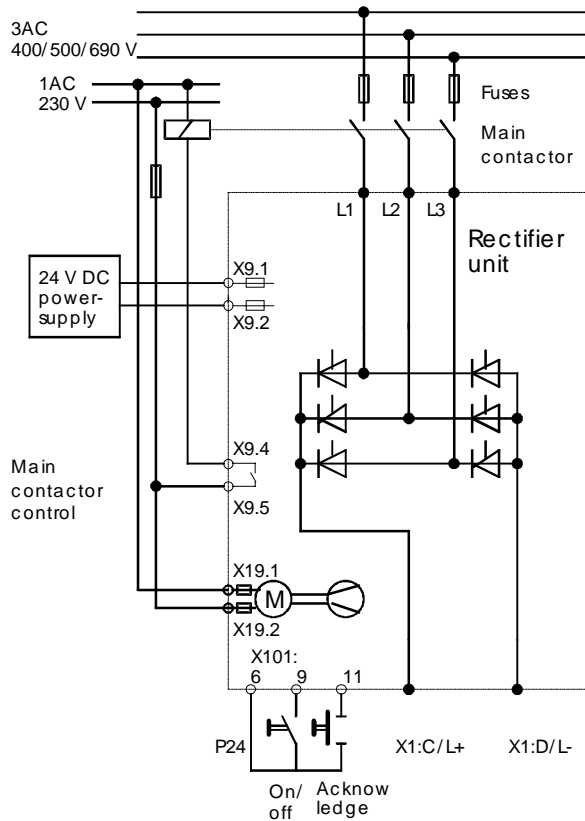 3AC
400/500/690 V
1AC
230 V
Fuses
Main
contactor
L1
L2
L3
Rectifier
unit
24 V DC
power-
supply
X9.1
X9.2
X9.4
X9.5
Main
contactor
control
X19.1
M
X19.2
X101:
6
9
11
P24
X1:C/L+
X1:D/L-
On/
off
Acknow
ledge